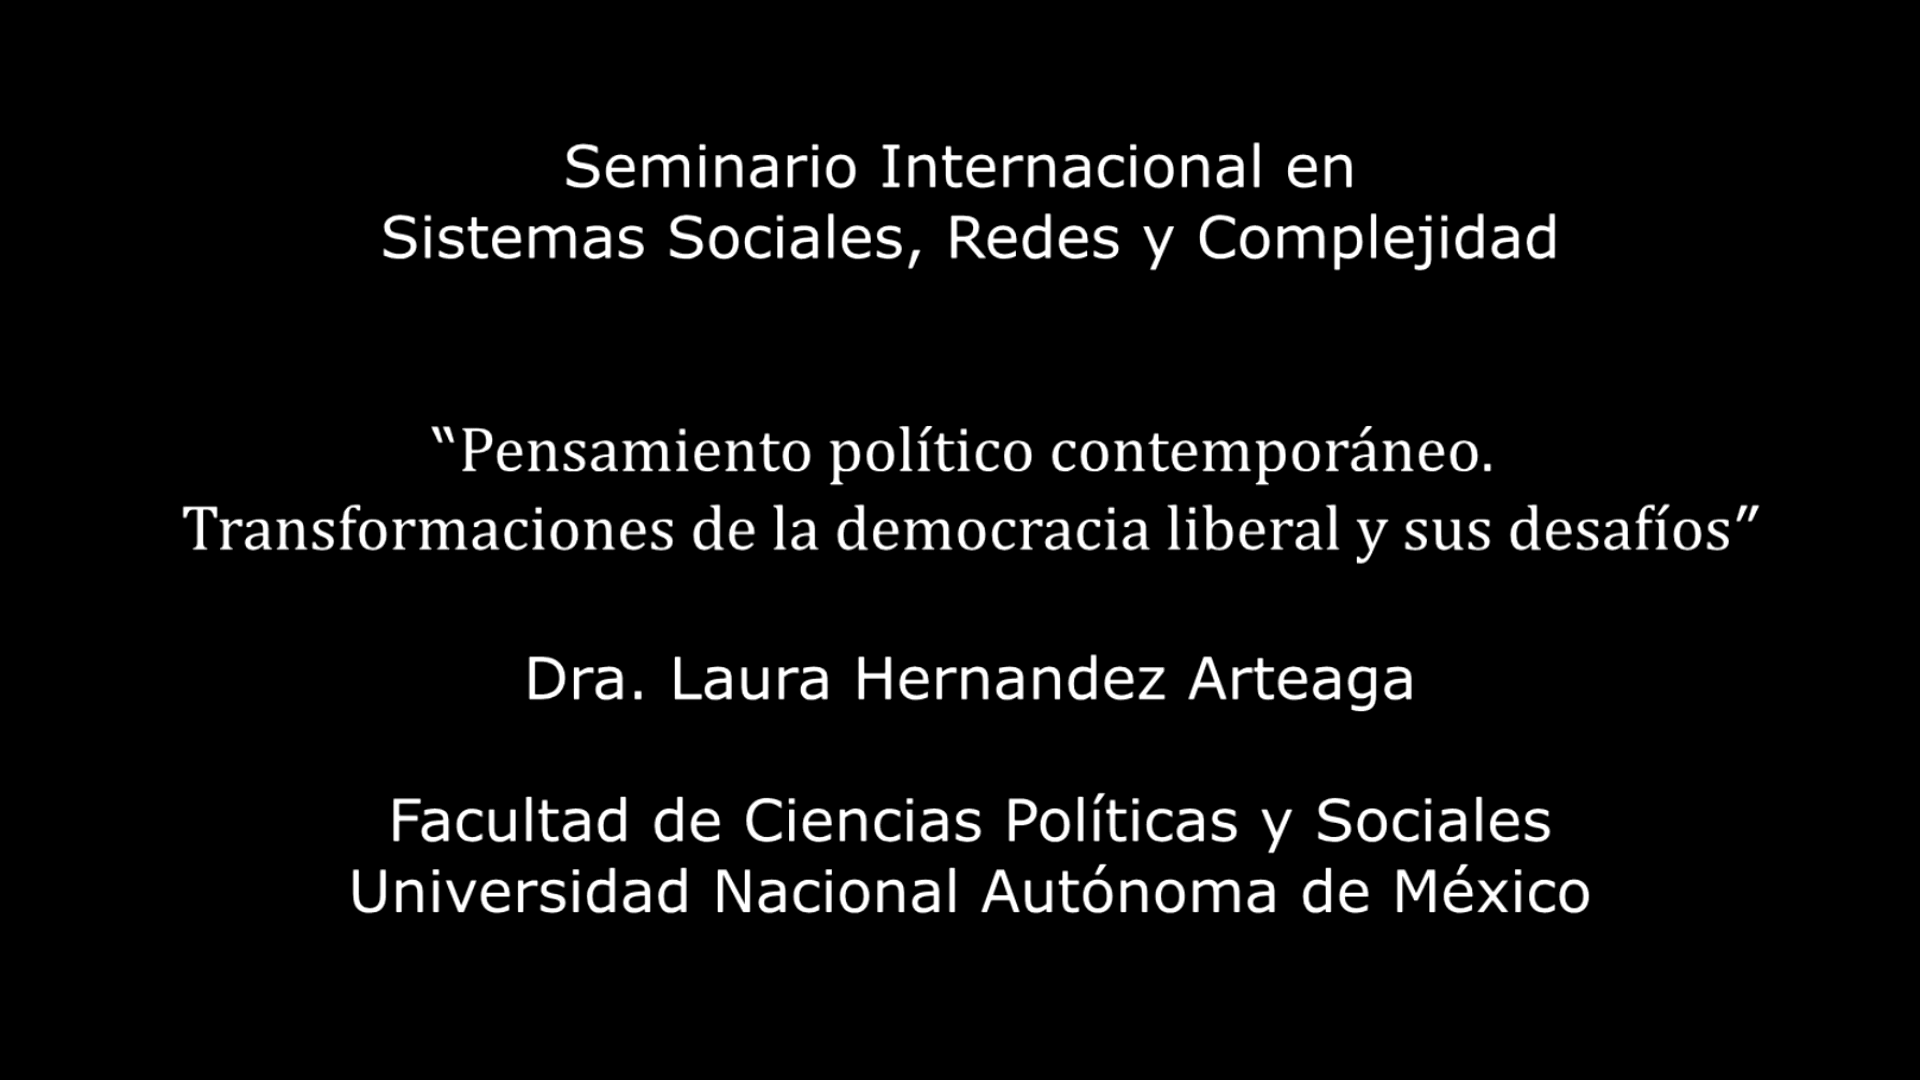 Seminario Internacional en
Sistemas Sociales, Redes y Complejidad
“Pensamiento político contemporáneo.
Transformaciones de la democracia liberal y sus desafíos”
Dra. Laura Hernandez Arteaga
Facultad de Ciencias Políticas y Sociales
Universidad Nacional Autónoma de México